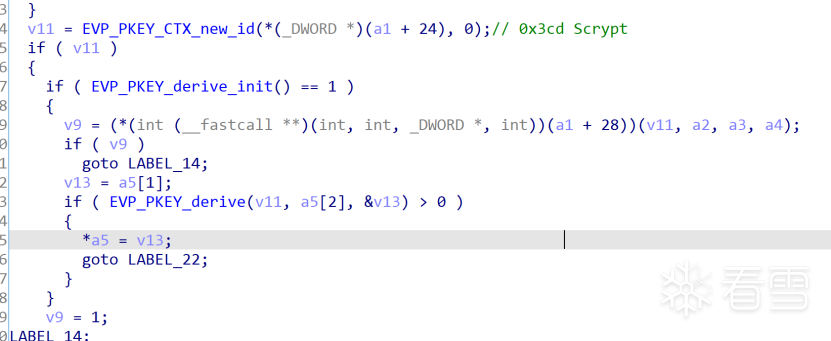 3   }
4   v11 = EVP_PKEY_CTX_new_id(*(_DWORD *)(a1 + 24), 0);// 0x3cd Scrypt
5   if ( v11 )
6   {
7     if ( EVP_PKEY_derive_init() == 1 )
8     {
9       v9 = (*(int (__fastcall **)(int, int, _DWORD *, int))(a1 + 28))(v11, a2, a3, a4);
0       if ( v9 )
1         goto LABEL_14;
2       v13 = a5[1];
3       if ( EVP_PKEY_derive(v11, a5[2], &v13) > 0 )
4       {
5         *a5 = v13;
6         goto LABEL_22;
7       }
8     }
9     v9 = 1;
0 LABEL_14:
看雪